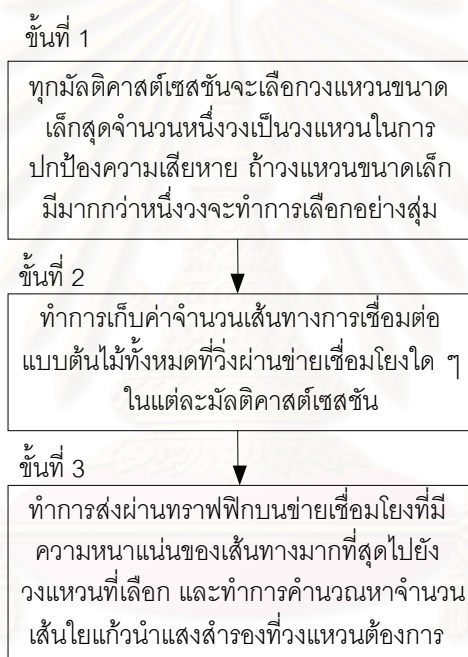 ขั้นที่ 1
ทุกมัลติคาสต์เซสชันจะเลือกวงแหวนขนาด
เล็กสุดจำนวนหนึ่งวงเป็นวงแหวนในการ
ปกป้องความเสียหาย ถ้าวงแหวนขนาดเล็ก
มีมากกว่าหนึ่งวงจะทำการเลือกอย่างสุ่ม
ขั้นที่ 2
ทำการเก็บค่าจำนวนเส้นทางการเชื่อมต่อ
แบบต้นไม้ทั้งหมดที่วิ่งผ่านข่ายเชื่อมโยงใด ๆ
ในแต่ละมัลติคาสต์เซสชัน
ขั้นที่ 3
ทำการส่งผ่านทราฟฟิกบนข่ายเชื่อมโยงที่มี
ความหนาแน่นของเส้นทางมากที่สุดไปยัง
วงแหวนที่เลือก และทำการคำนวณหาจำนวน
เส้นใยแก้วนำแสงสำรองที่วงแหวนต้องการ